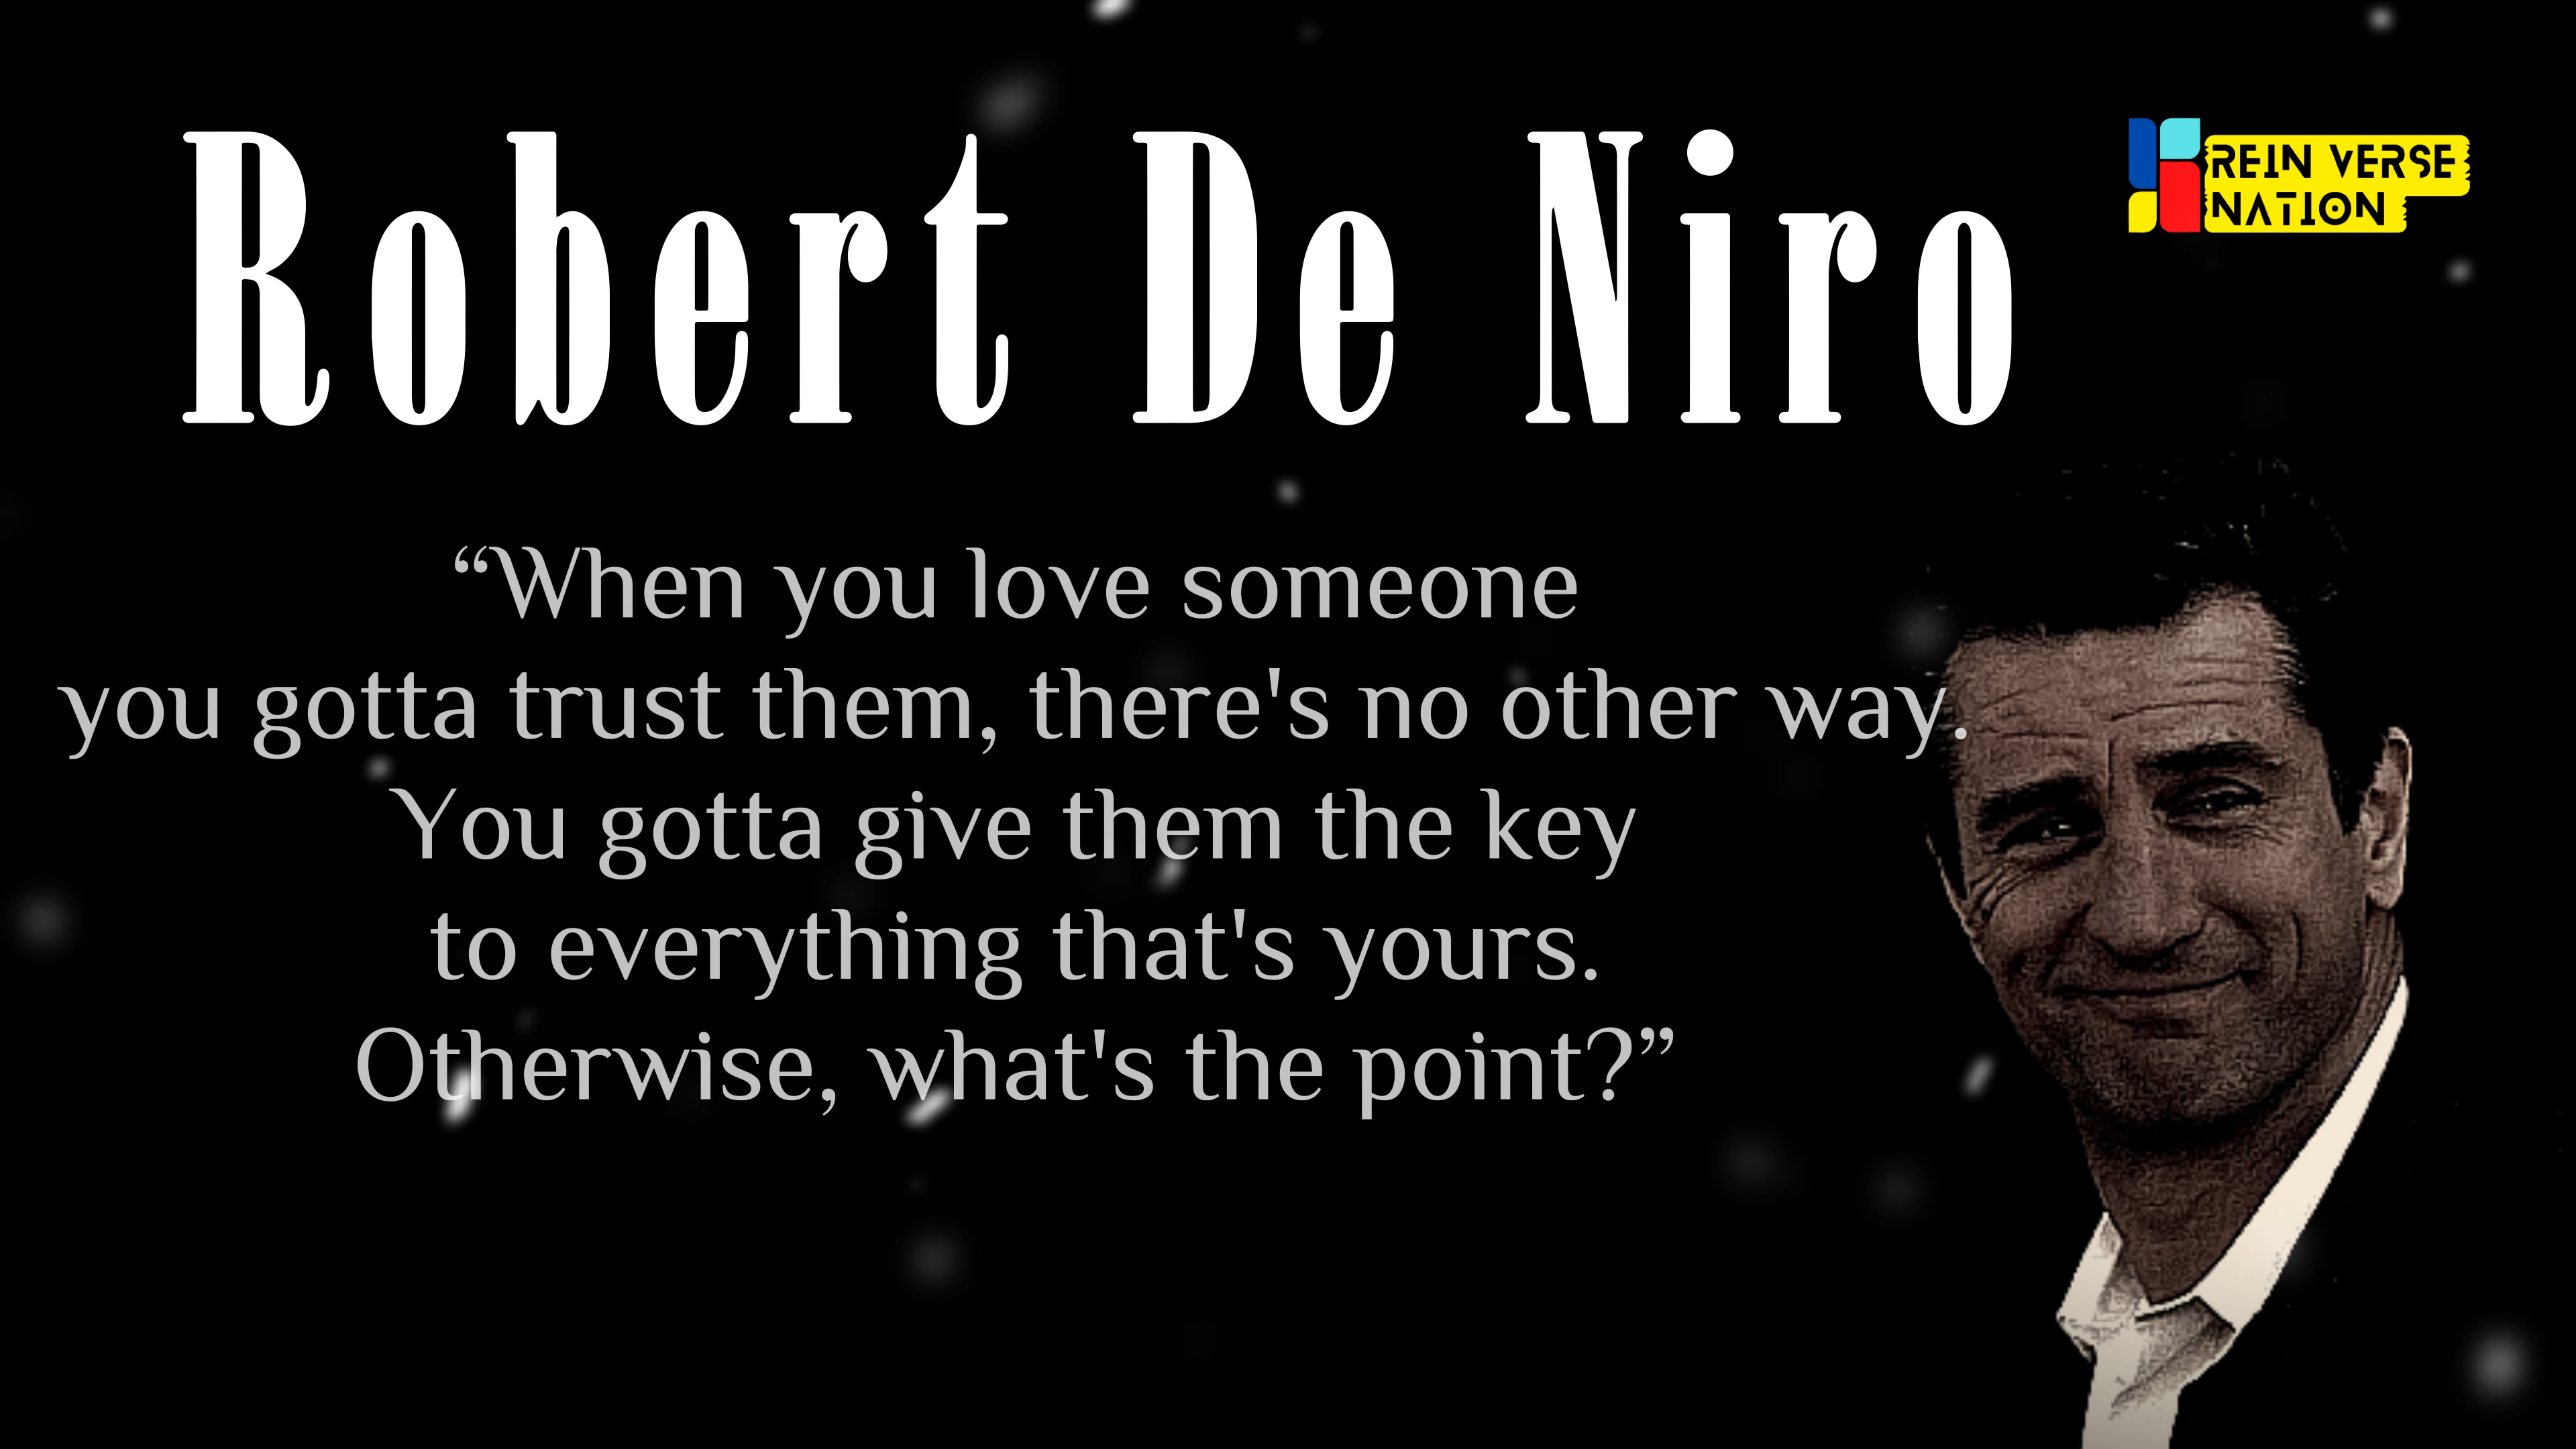 Robert De Niro
REIN VERSE
NATION
“When you love someone
you gotta trust them, there's no other way.
You gotta give them the key
to everything that's yours.
Otherwise, what's the point?”